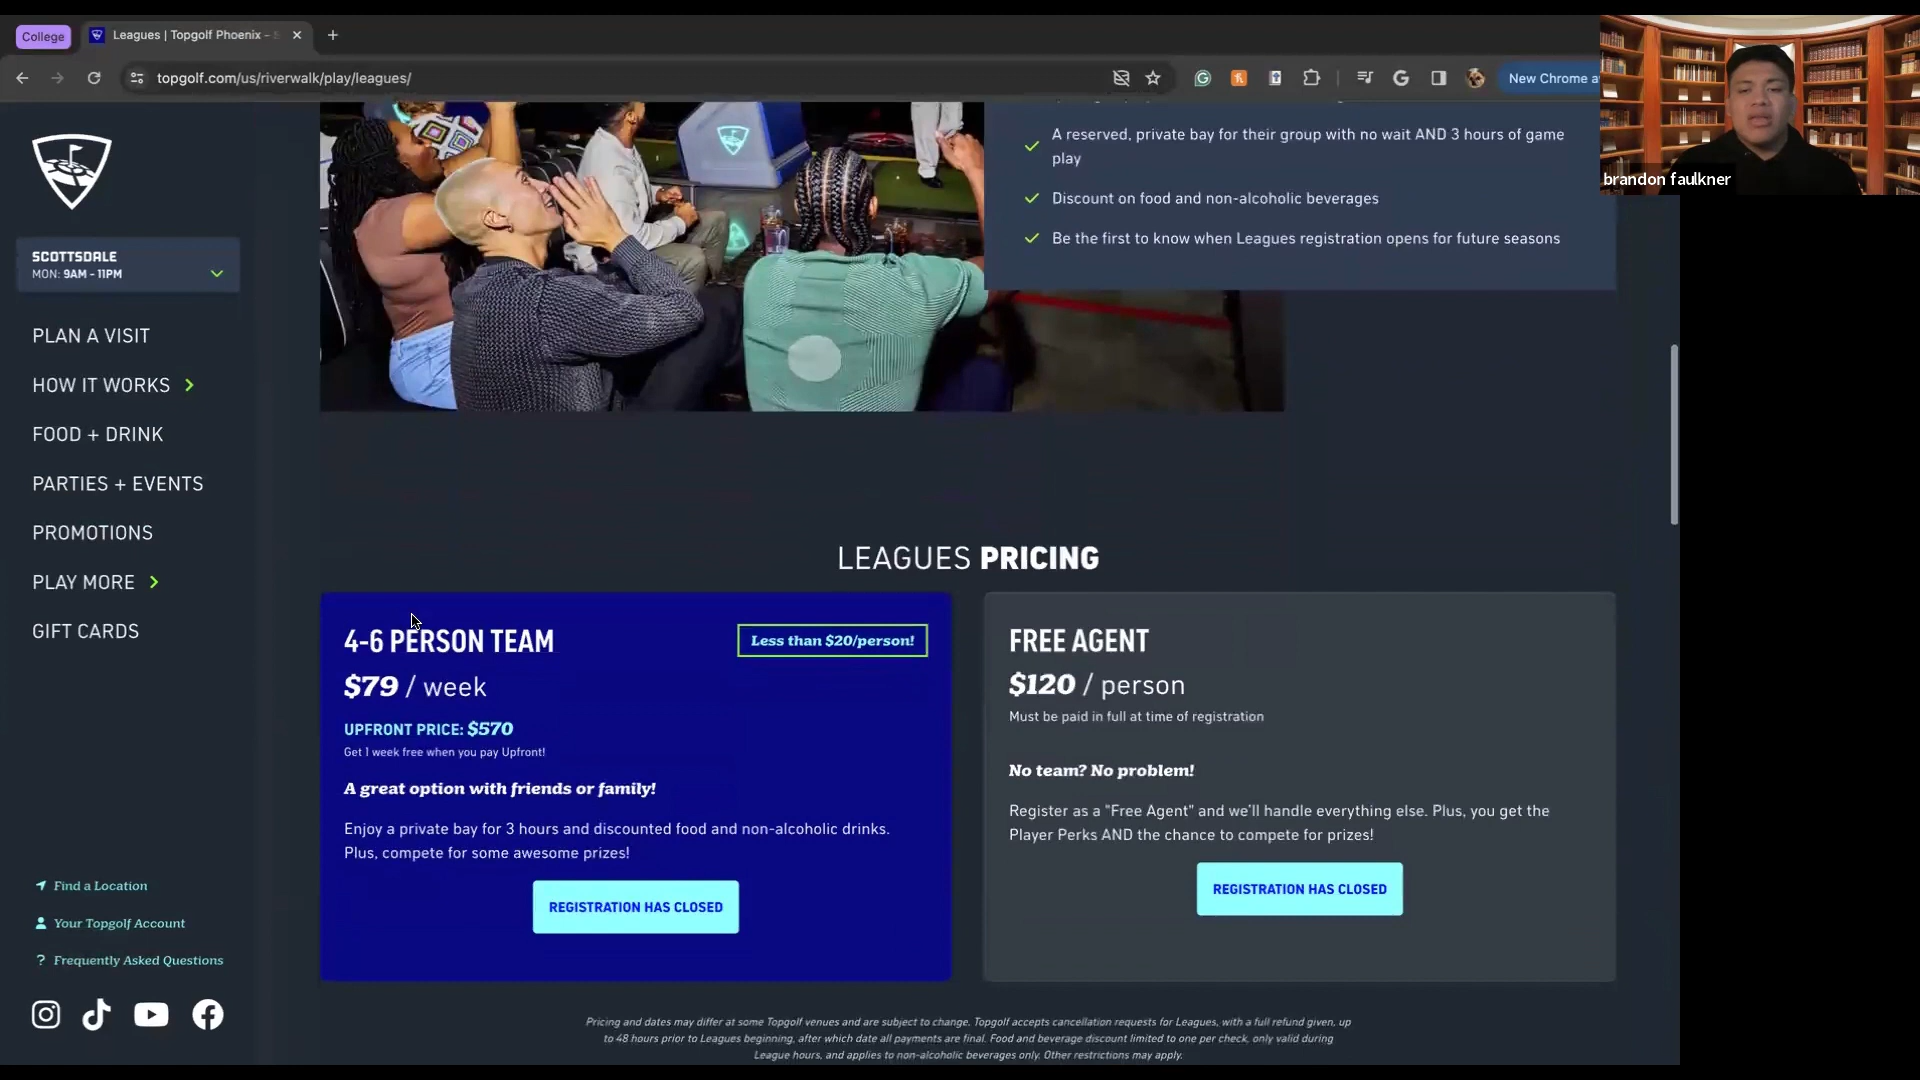 College
Leagues | Topgolf Phoenix -
topgolf.com/us/riverwalk/play/leagues/
New Chrome
brandon faulkner
SCOTTSDALE
MON: 9AM - 11PM
PLAN A VISIT
HOW IT WORKS
FOOD + DRINK
PARTIES + EVENTS
PROMOTIONS
PLAY MORE
GIFT CARDS
Find a Location
Your Topgolf Account
? Frequently Asked Questions
A reserved, private bay for their group with no wait AND 3 hours of game
play
Discount on food and non-alcoholic beverages
Be the first to know when Leagues registration opens for future seasons
LEAGUES PRICING
4-6 PERSON TEAM
Less than $20/person!
$79 / week
UPFRONT PRICE: $570
Get 1 week free when you pay Upfront!
A great option with friends or family!
Enjoy a private bay for 3 hours and discounted food and non-alcoholic drinks.
Plus, compete for some awesome prizes!
REGISTRATION HAS CLOSED
FREE AGENT
$120 / person
Must be paid in full at time of registration
No team? No problem!
Register as a "Free Agent" and we'll handle everything else. Plus, you get the
Player Perks AND the chance to compete for prizes!
REGISTRATION HAS CLOSED
Pricing and dates may differ at some Topgolf venues and are subject to change. Topgolf accepts cancellation requests for Leagues, with a full refund given, up
to 48 hours prior to Leagues beginning, after which date all payments are final. Food and beverage discount limited to one per check, only valid during
League hours, and applies to non-alcoholic beverages only. Other restrictions may apply.